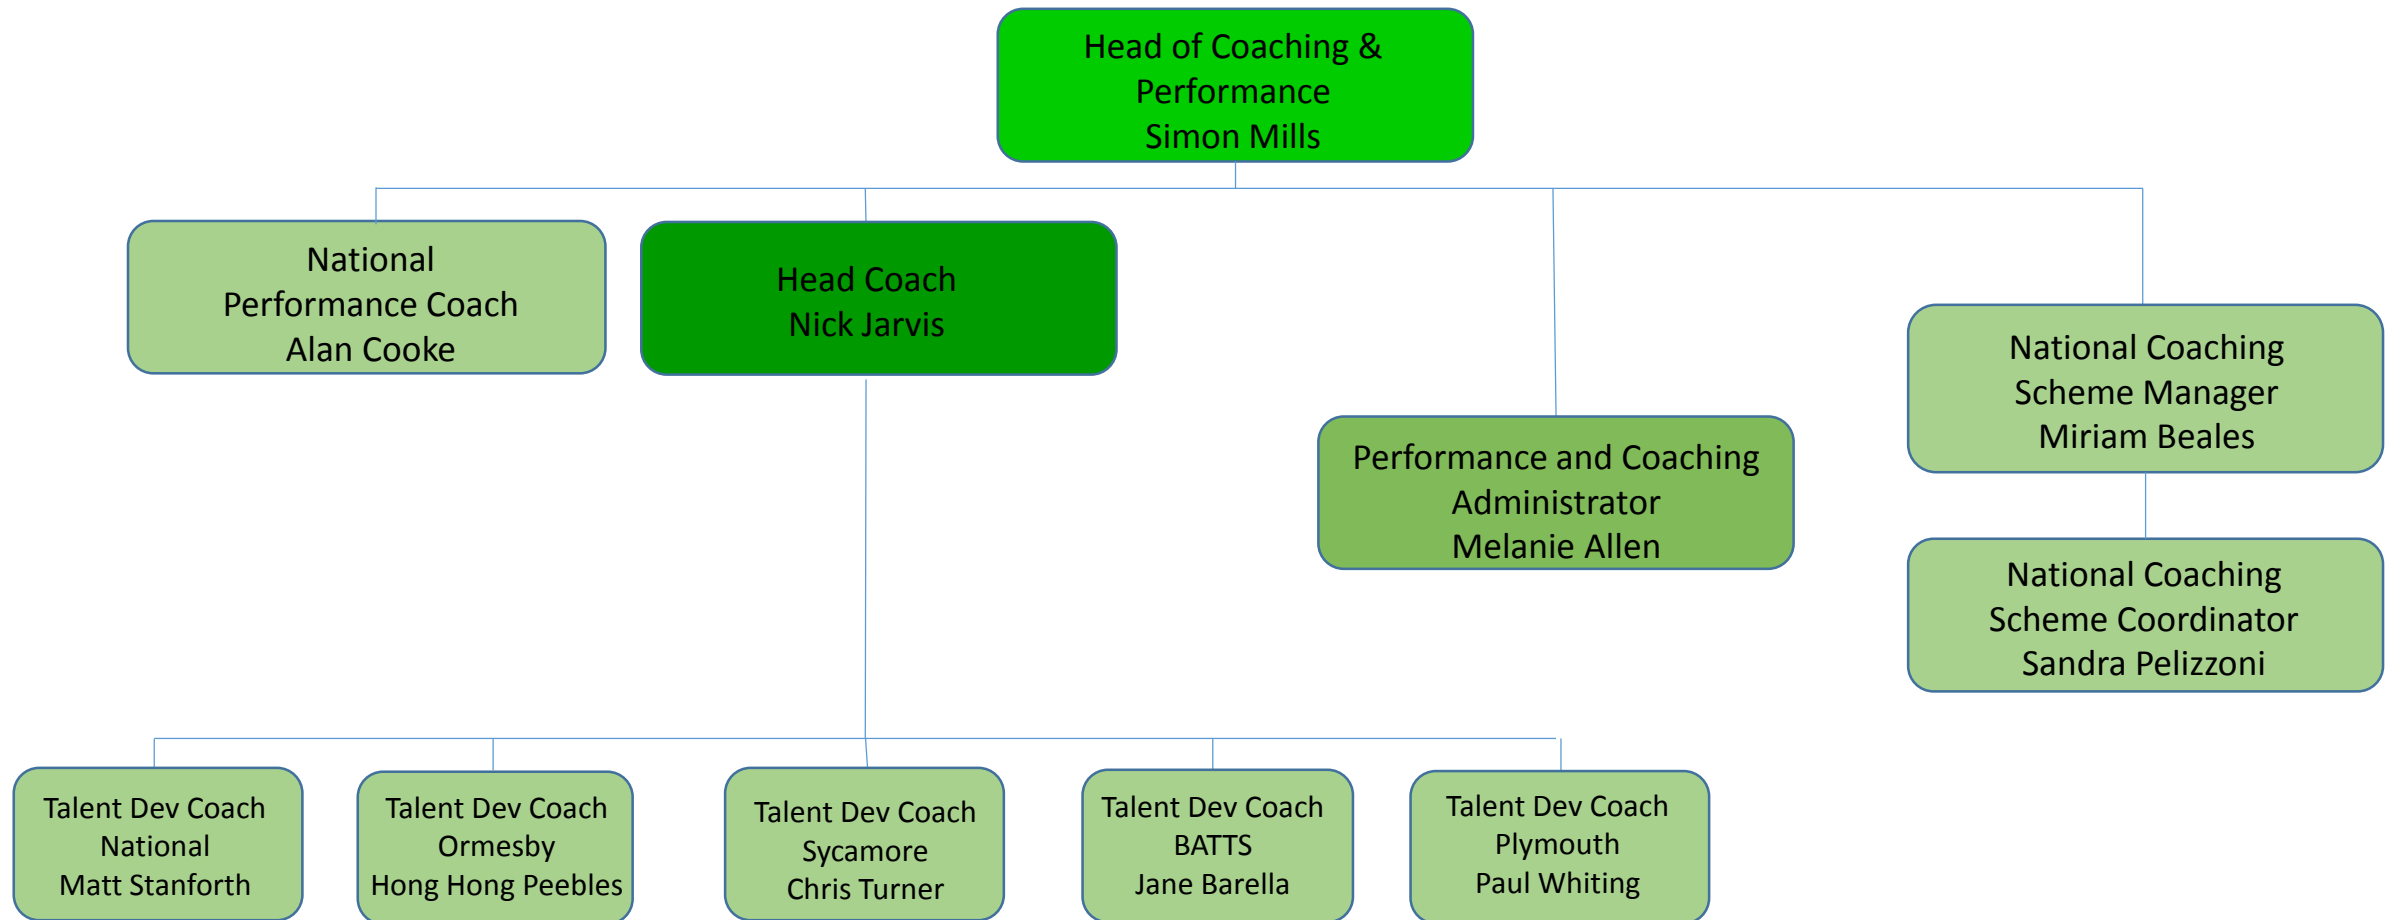 Head of Coaching &
Performance
Simon Mills
National
Performance Coach
Alan Cooke
Head Coach
Nick Jarvis
Performance and Coaching
Administrator
Melanie Allen
National Coaching
Scheme Manager
Miriam Beales
National Coaching
Scheme Coordinator
Sandra Pelizzoni
Talent Dev Coach
National
Matt Stanforth
Talent Dev Coach
Ormesby
Hong Hong Peebles
Talent Dev Coach
Sycamore
Chris Turner
Talent Dev Coach
BATTS
Jane Barella
Talent Dev Coach
Plymouth
Paul Whiting